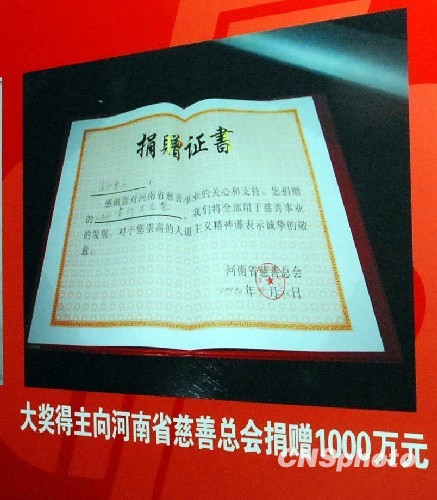 捐赠证书
感谢您对河南省慈善事业的关心和支持。您捐赠
的 我们将全部用于慈善事业
的发展。对于您崇高的人道主义精神谨表示诚挚的敬
意。
河南省慈善总会
年 月 日
大奖得主向河南省慈善总会捐赠1000万元
CNSphoto